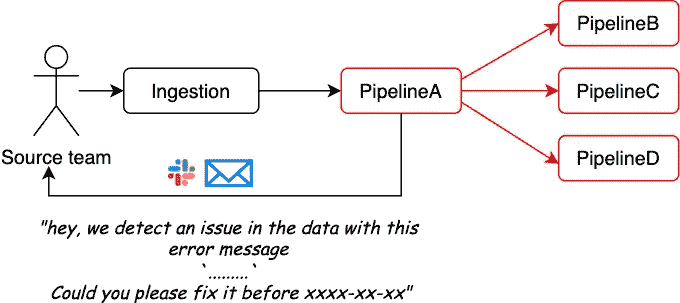 PipelineB
Ingestion
PipelineA
PipelineC
PipelineD
Source team
"hey, we detect an issue in the data with this
error message
`.........`
Could you please fix it before xxxx-xx-xx"